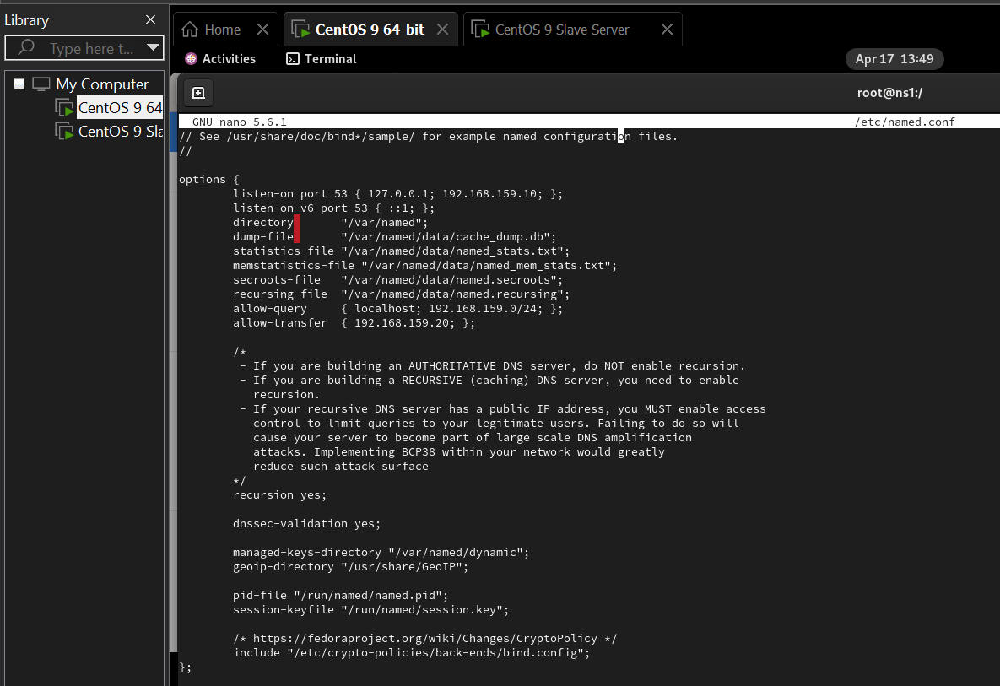 Library
Type here t...
My Computer
CentOS 9 64
CentOS 9 Sla
Home
CentOS 9 64-bit
CentOS 9 Slave Server
Activities
Terminal
Apr 17 13:49
root@ns1:/
GNU nano 5.6.1 /etc/named.conf
// See /usr/share/doc/bind*/sample/ for example named configuration files.
//
options {
listen-on port 53 { 127.0.0.1; 192.168.159.10; };
listen-on-v6 port 53 { ::1; };
directory "/var/named";
dump-file "/var/named/data/cache_dump.db";
statistics-file "/var/named/data/named_stats.txt";
memstatistics-file "/var/named/data/named_mem_stats.txt";
secroots-file "/var/named/data/named.secroots";
recursing-file "/var/named/data/named.recursing";
allow-query { localhost; 192.168.159.0/24; };
allow-transfer { 192.168.159.20; };
/*
- If you are building an AUTHORITATIVE DNS server, do NOT enable recursion.
- If you are building a RECURSIVE (caching) DNS server, you need to enable
recursion.
- If your recursive DNS server has a public IP address, you MUST enable access
control to limit queries to your legitimate users. Failing to do so will
cause your server to become part of large scale DNS amplification
attacks. Implementing BCP38 within your network would greatly
reduce such attack surface
*/
recursion yes;
dnssec-validation yes;
managed-keys-directory "/var/named/dynamic";
geoip-directory "/usr/share/GeoIP";
pid-file "/run/named/named.pid";
session-keyfile "/run/named/session.key";
/* https://fedoraproject.org/wiki/Changes/CryptoPolicy */
include "/etc/crypto-policies/back-ends/bind.config";
};